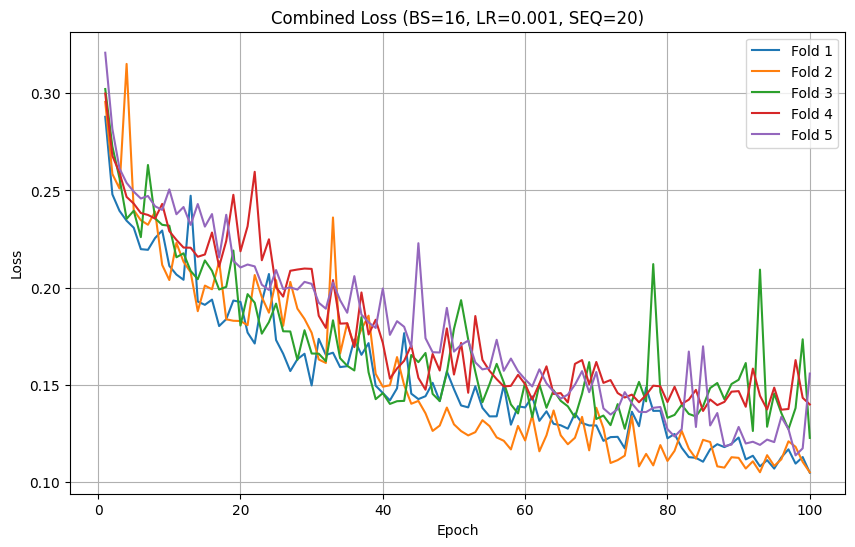 Combined Loss (BS=16, LR=0.001, SEQ=20)
Fold 1
Fold 2
Fold 3
Fold 4
Fold 5
Loss
0.30
0.25
0.20
0.15
0.10
0
20
40
60
80
100
Epoch